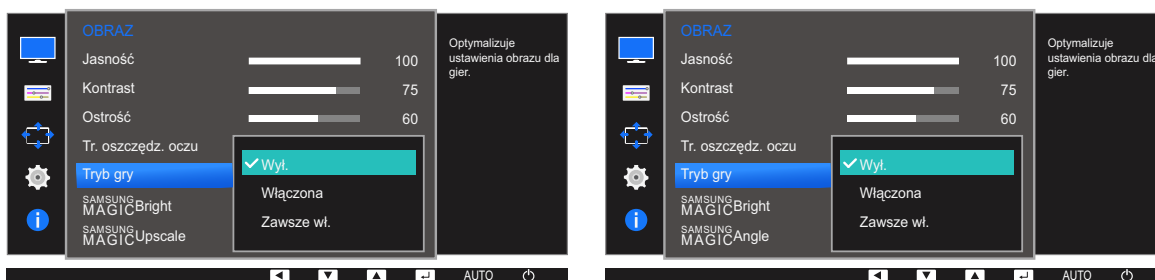 OBRAZ
Jasność 100
Kontrast 75
Ostrość 60
Tr. oszczędz. oczu
Tryb gry
SAMSUNG
MAGICBright
SAMSUNG
MAGICUpscale
Wył.
Włączona
Zawsze wł.
Optymalizuje
ustawienia obrazu dla
gier.
AUTO
OBRAZ
Jasność 100
Kontrast 75
Ostrość 60
Tr. oszczędz. oczu
Tryb gry
SAMSUNG
MAGICBright
SAMSUNG
MAGICAngle
Wył.
Włączona
Zawsze wł.
Optymalizuje
ustawienia obrazu dla
gier.
AUTO